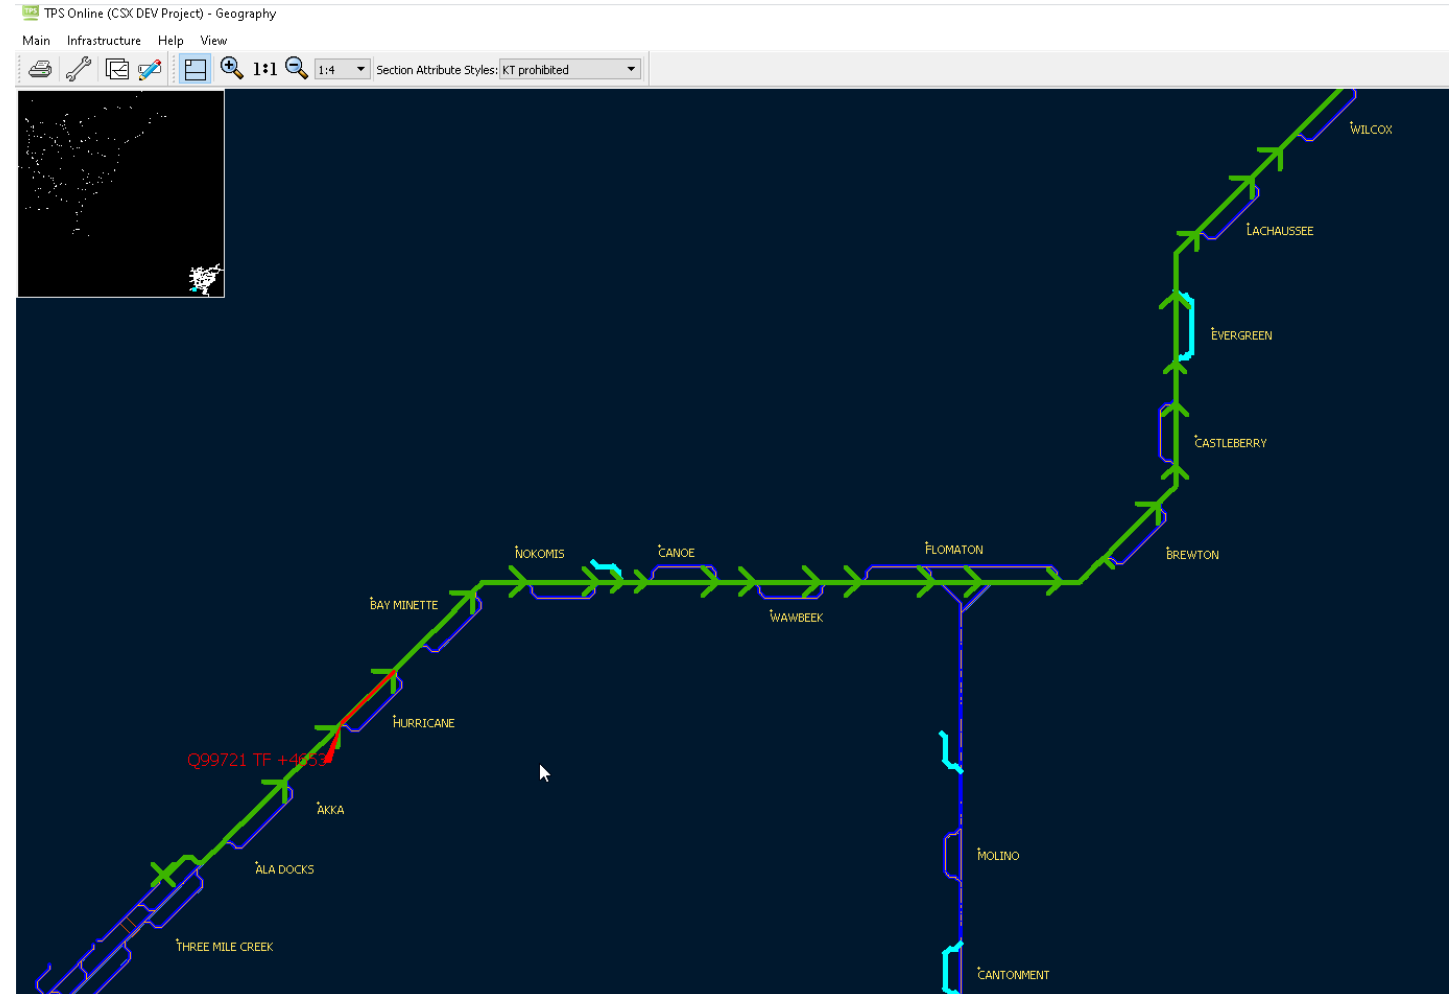 TPS TPS Online (CSX DEV Project) - Geography
Main Infrastructure Help View
1:1 1:4 Section Attribute Styles: KT prohibited
WILCOX
LACHAUSSEE
EVERGREEN
CASTLEBERRY
NOKOMIS CANOE FLOMATON
BREWTON
BAY MINETTE
WAWBEEK
HURRICANE
Q99721 TF
AKKA
MOLINO
ALA DOCKS
THREE MILE CREEK
CANTONMENT